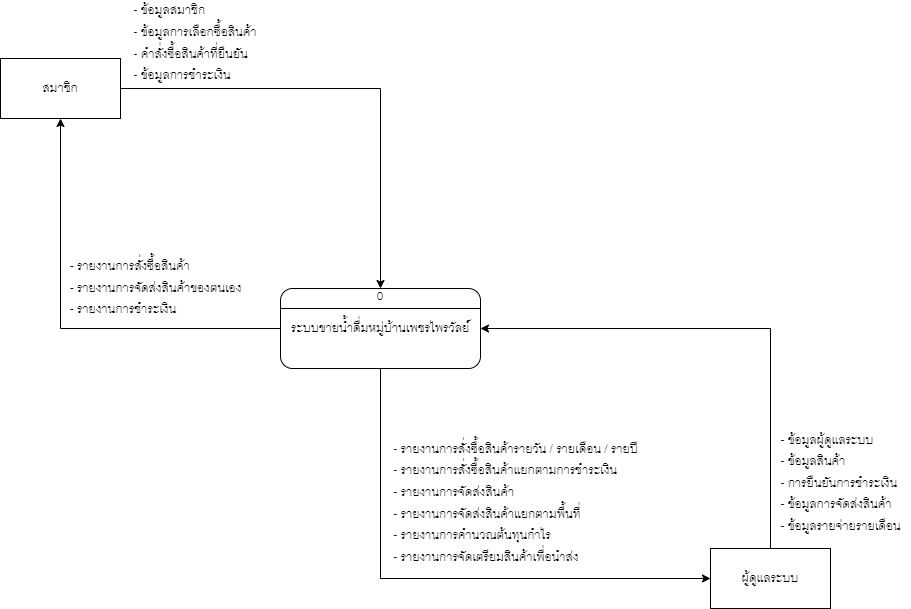 - ข้อมูลสมาชิก
- ข้อมูลการเลือกซื้อสินค้า
- คำสั่งซื้อสินค้าที่ยืนยัน
- ข้อมูลการชำระเงิน
สมาชิก
- รายงานการสั่งซื้อสินค้า
- รายงานการจัดส่งสินค้าของตนเอง
- รายงานการชำระเงิน
0
ระบบขายน้ำดื่มหมู่บ้านเพชรไพรวัลย์
- รายงานการสั่งซื้อสินค้ารายวัน / รายเดือน / รายปี
- รายงานการสั่งซื้อสินค้าแยกตามการชำระเงิน
- รายงานการจัดส่งสินค้า
- รายงานการจัดส่งสินค้าแยกตามพื้นที่
- รายงานการคำนวณต้นทุนกำไร
- รายงานการจัดเตรียมสินค้าเพื่อนำส่ง
- ข้อมูลผู้ดูแลระบบ
- ข้อมูลสินค้า
- การยืนยันการชำระเงิน
- ข้อมูลการจัดส่งสินค้า
- ข้อมูลรายจ่ายรายเดือน
ผู้ดูแลระบบ